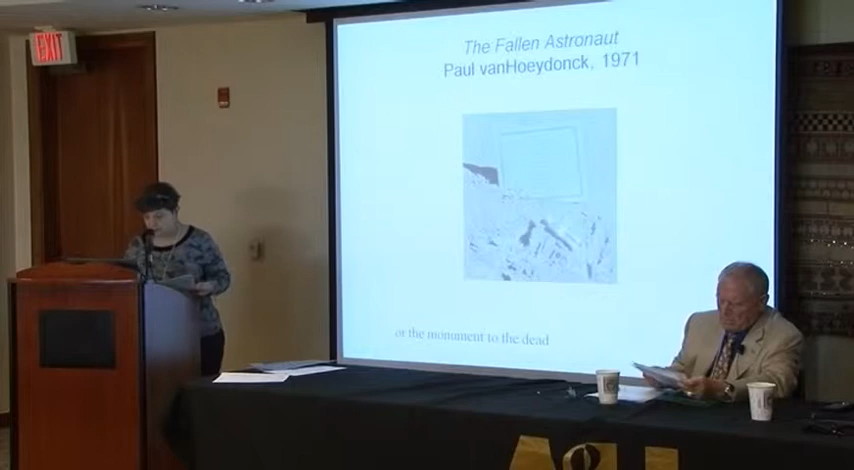 EXIT
The Fallen Astronaut
Paul vanHoeydonck, 1971
or the monument to the dead